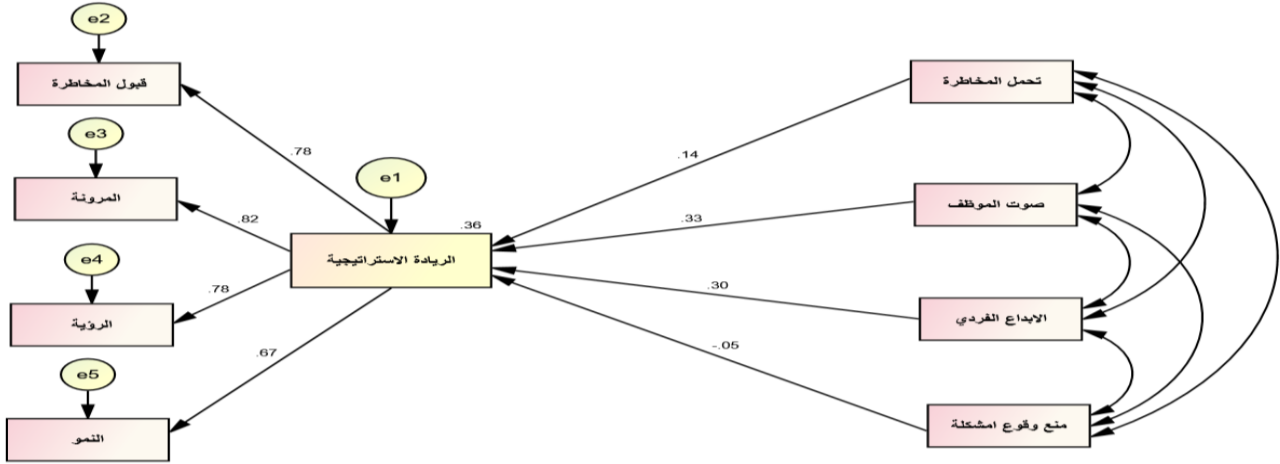 e2
قبول المخاطرة
e3
المرونة
e4
الرؤية
e5
النمو
.78
.82
.78
.67
e1
.36
الريادة الاستراتيجية
.14
.33
.30
-.05
تحمل المخاطرة
صوت الموظف
الابداع الفردي
منع وقوع امشكلة